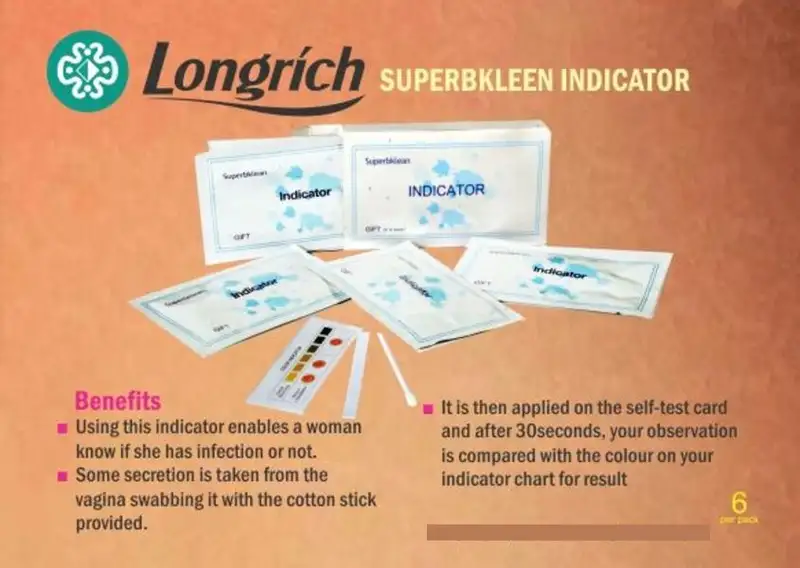 Longrich SUPERBKLEEN INDICATOR
Superbkleen
Indicator
GIFT
Superbkleen
INDICATOR
GIFT
Superbkleen
Indicator
GIFT
Indicator
Indicator
GIFT
Benefits
Using this indicator enables a woman
know if she has infection or not.
Some secretion is taken from the
vagina swabbing it with the cotton stick
provided.
It is then applied on the self-test card
and after 30seconds, your observation
is compared with the colour on your
indicator chart for result
6
per pack